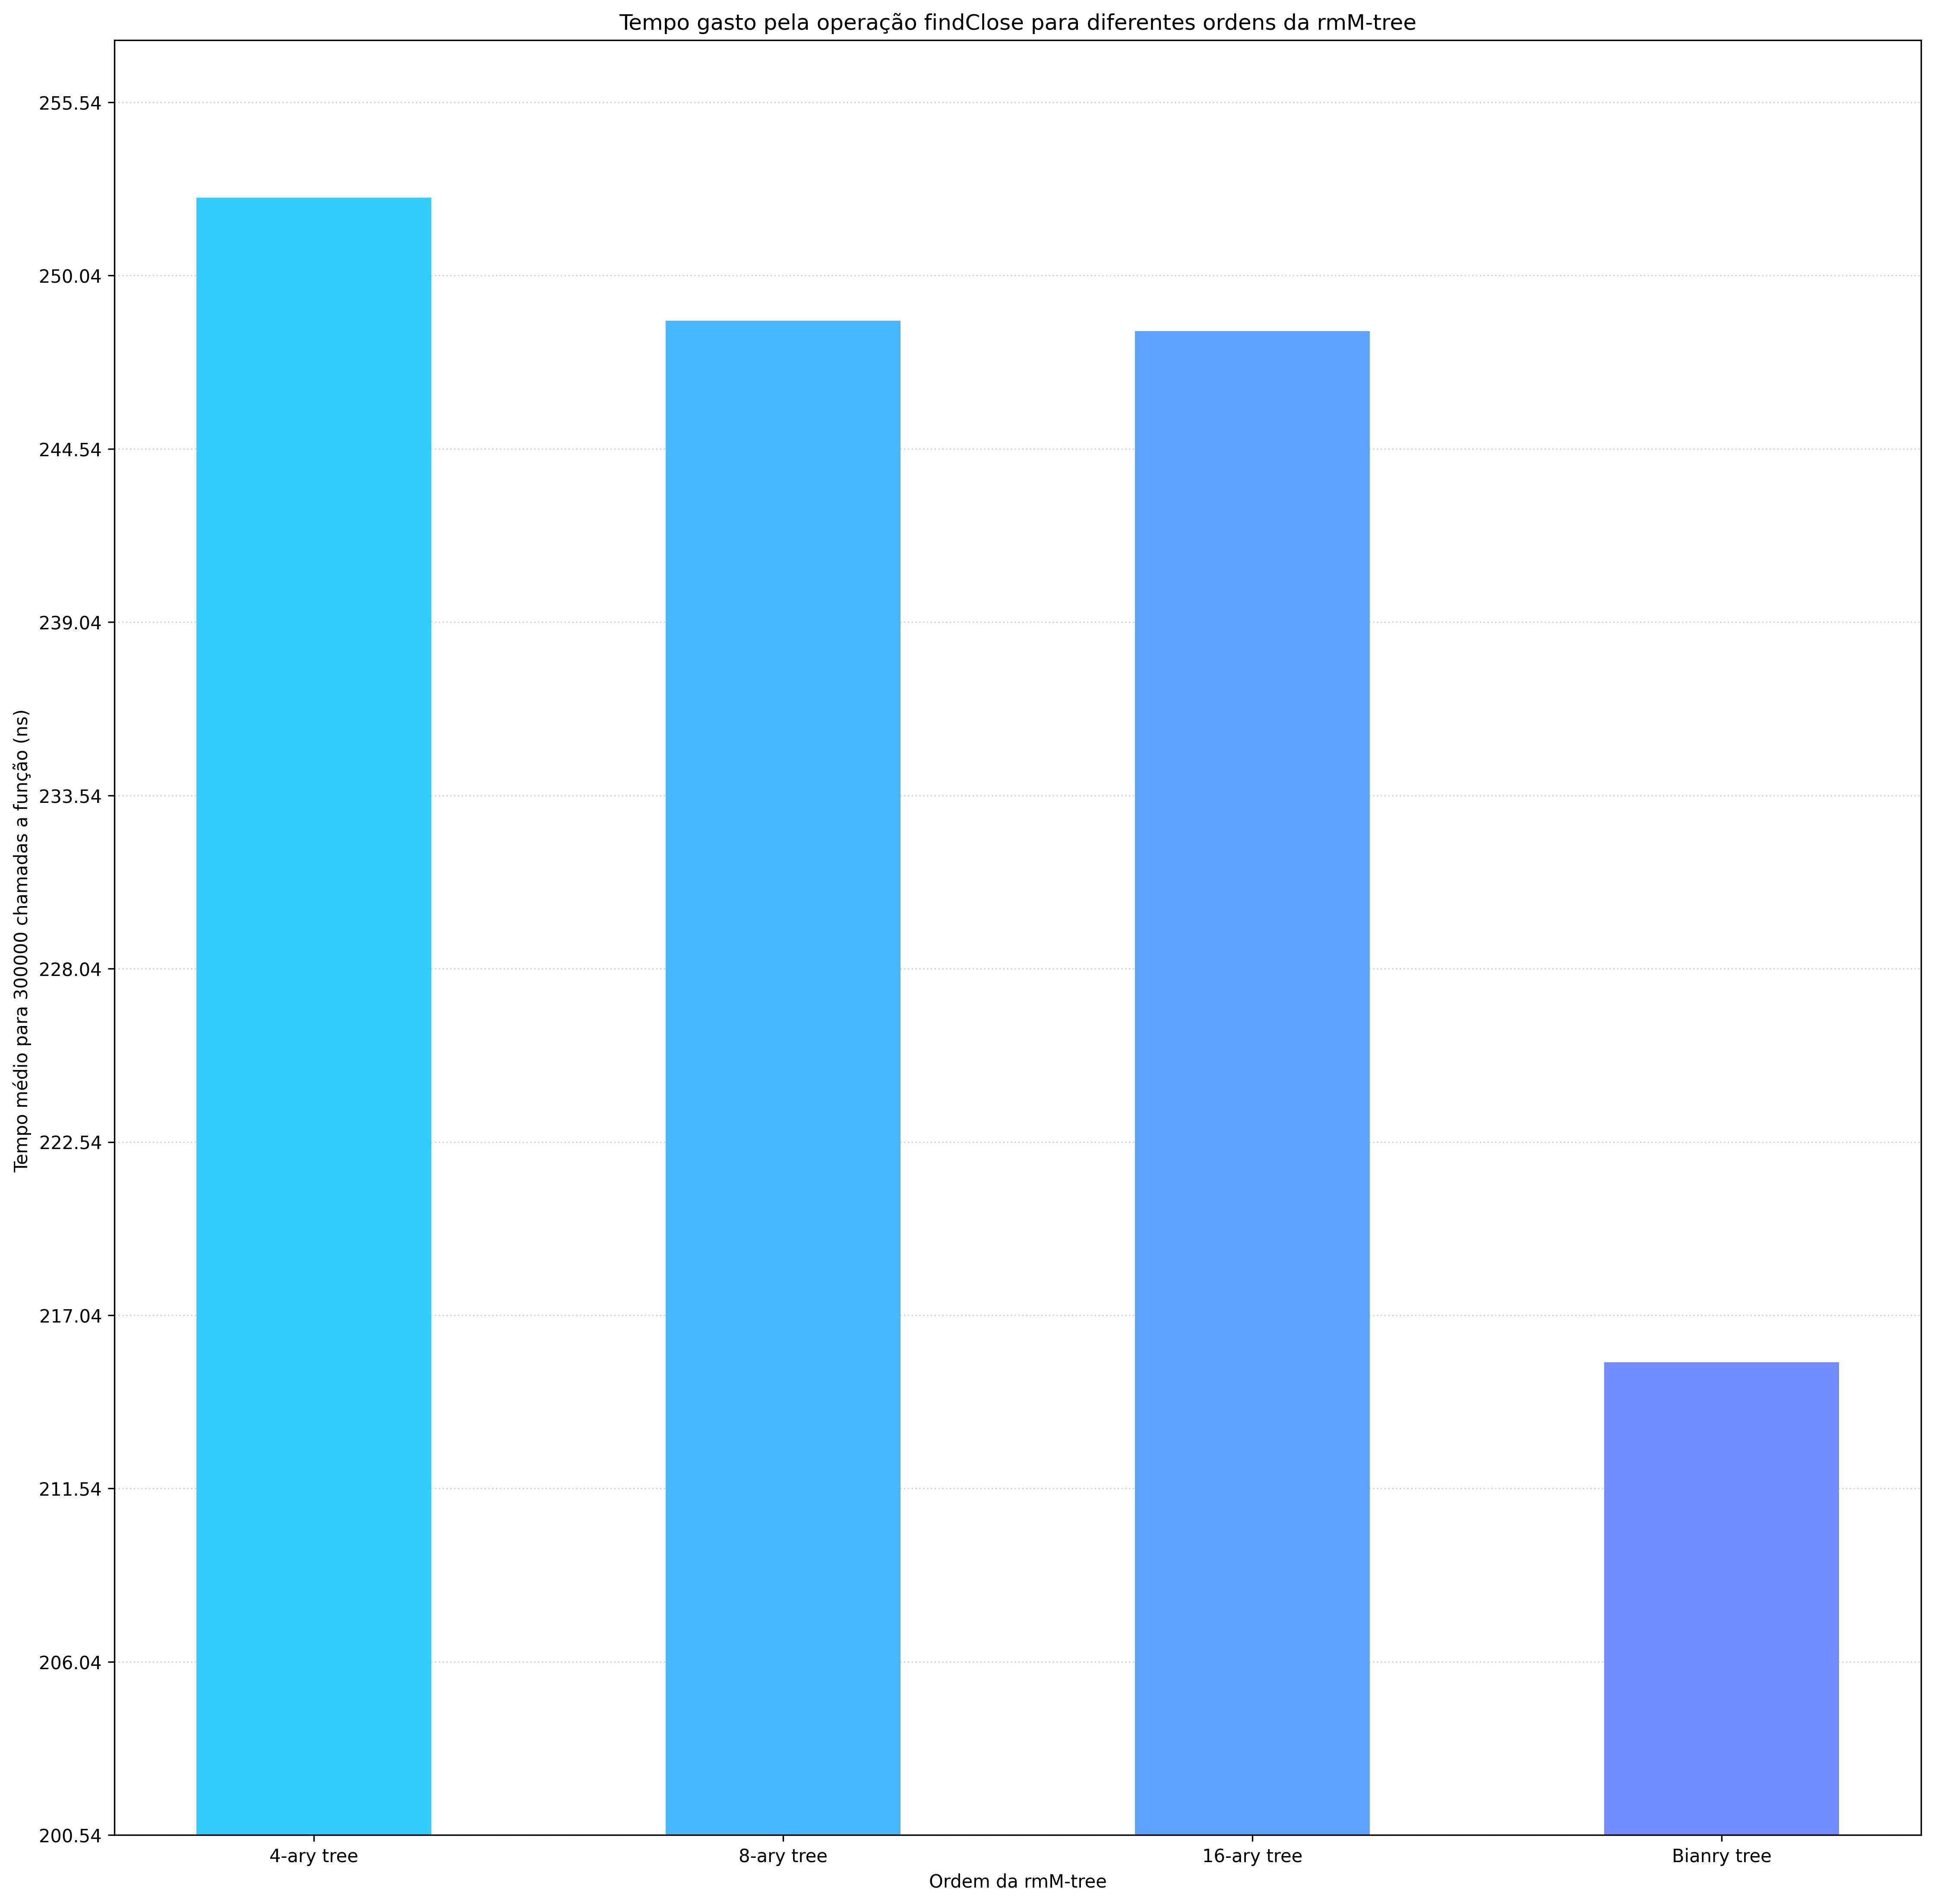 Tempo gasto pela operação findClose para diferentes ordens da rmM-tree
Tempo médio para 300000 chamadas a função (ns)
255.54
250.04
244.54
239.04
233.54
228.04
222.54
217.04
211.54
206.04
200.54
4-ary tree
8-ary tree
16-ary tree
Bianry tree
Ordem da rmM-tree